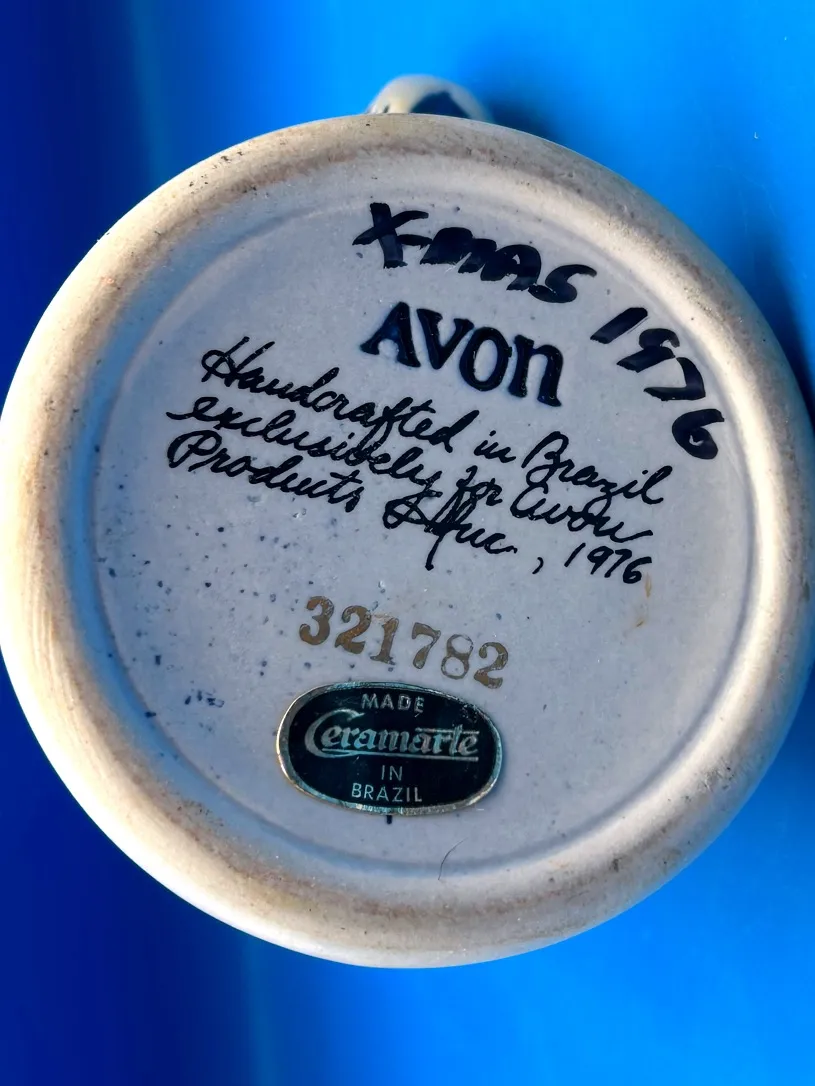 X-MAS 1976
AVON
Handcrafted in Brazil
exclusively for Avon
Products Inc., 1976
321782
MADE
Ceramarte
IN
BRAZIL